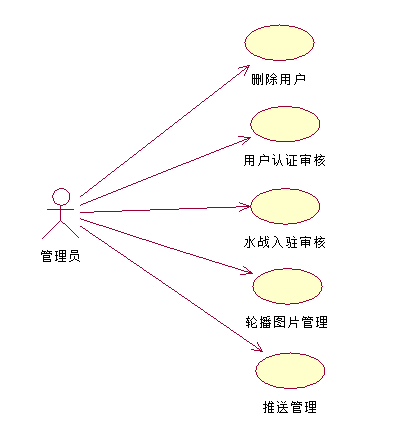 删除用户
用户认证审核
水战入驻审核
管理员
轮播图片管理
推送管理